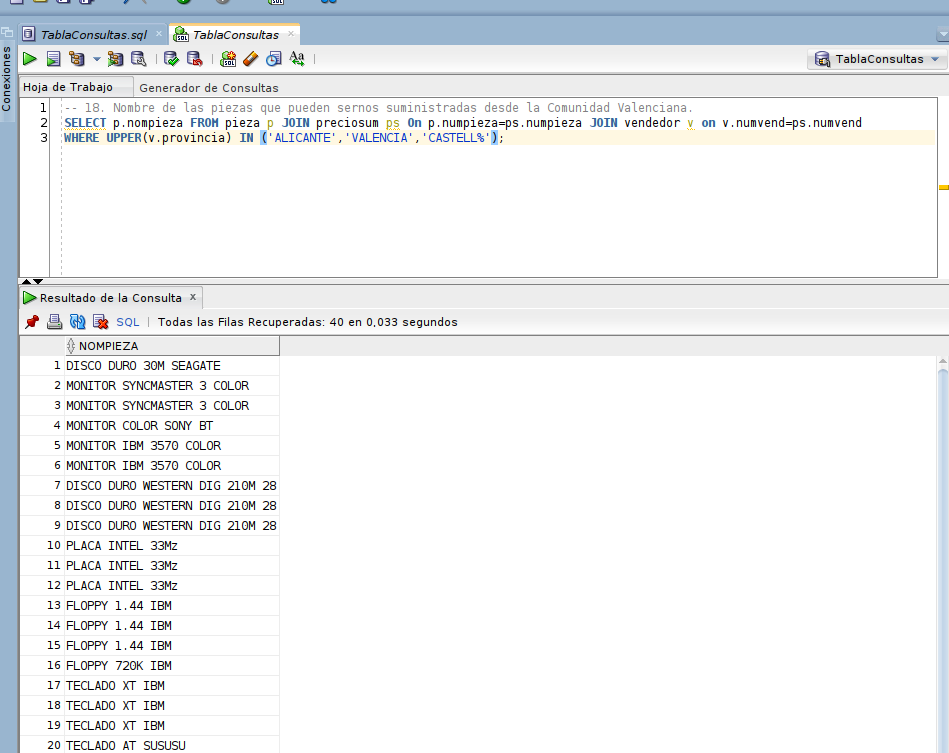 TablaConsultas.sql
TablaConsultas
Conexiones
TablaConsultas
Hoja de Trabajo
Generador de Consultas
1 -- 18. Nombre de las piezas que pueden sernos suministradas desde la Comunidad Valenciana.
2 SELECT p.nompieza FROM pieza p JOIN preciosum ps On p.numpieza=ps.numpieza JOIN vendedor v on v.numvend=ps.numvend
3 WHERE UPPER(v.provincia) IN ('ALICANTE','VALENCIA','CASTELL%');
Resultado de la Consulta x
SQL | Todas las Filas Recuperadas: 40 en 0,033 segundos
NOMPIEZA
1 DISCO DURO 30M SEAGATE
2 MONITOR SYNCMASTER 3 COLOR
3 MONITOR SYNCMASTER 3 COLOR
4 MONITOR COLOR SONY BT
5 MONITOR IBM 3570 COLOR
6 MONITOR IBM 3570 COLOR
7 DISCO DURO WESTERN DIG 210M 28
8 DISCO DURO WESTERN DIG 210M 28
9 DISCO DURO WESTERN DIG 210M 28
10 PLACA INTEL 33Mz
11 PLACA INTEL 33Mz
12 PLACA INTEL 33Mz
13 FLOPPY 1.44 IBM
14 FLOPPY 1.44 IBM
15 FLOPPY 1.44 IBM
16 FLOPPY 720K IBM
17 TECLADO XT IBM
18 TECLADO XT IBM
19 TECLADO XT IBM
20 TECLADO AT SUSUSU